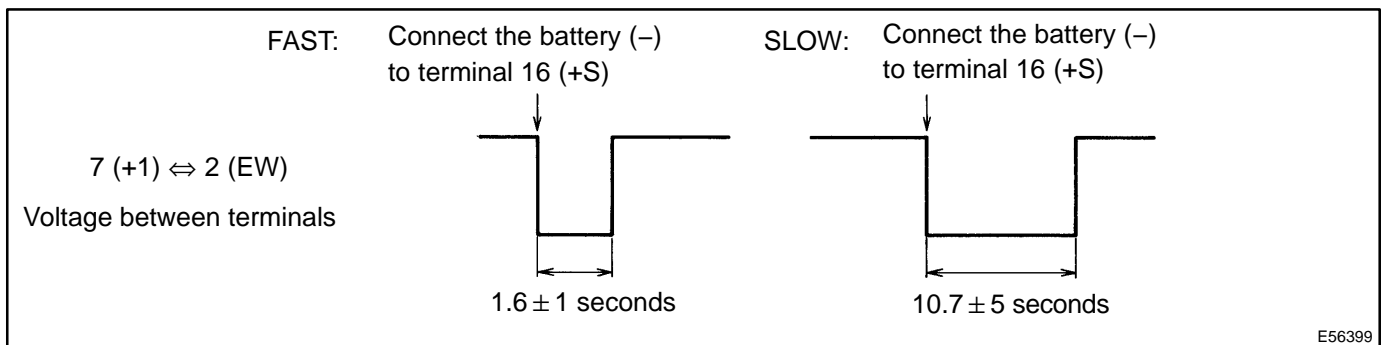 FAST: Connect the battery (−)
to terminal 16 (+S)
SLOW: Connect the battery (−)
to terminal 16 (+S)
7 (+1) ⇔ 2 (EW)
Voltage between terminals
1.6 ± 1 seconds
10.7 ± 5 seconds
E56399